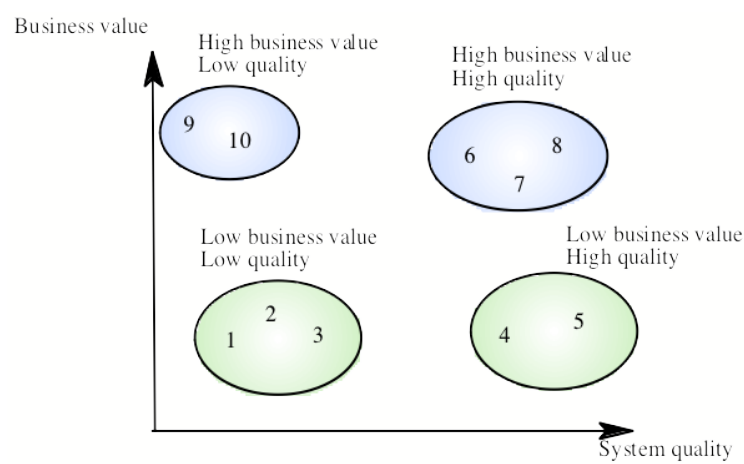 Business value
High business value
Low quality
High business value
High quality
9
10
6
8
7
Low business value
Low quality
Low business value
High quality
2
1
3
4
5
System quality